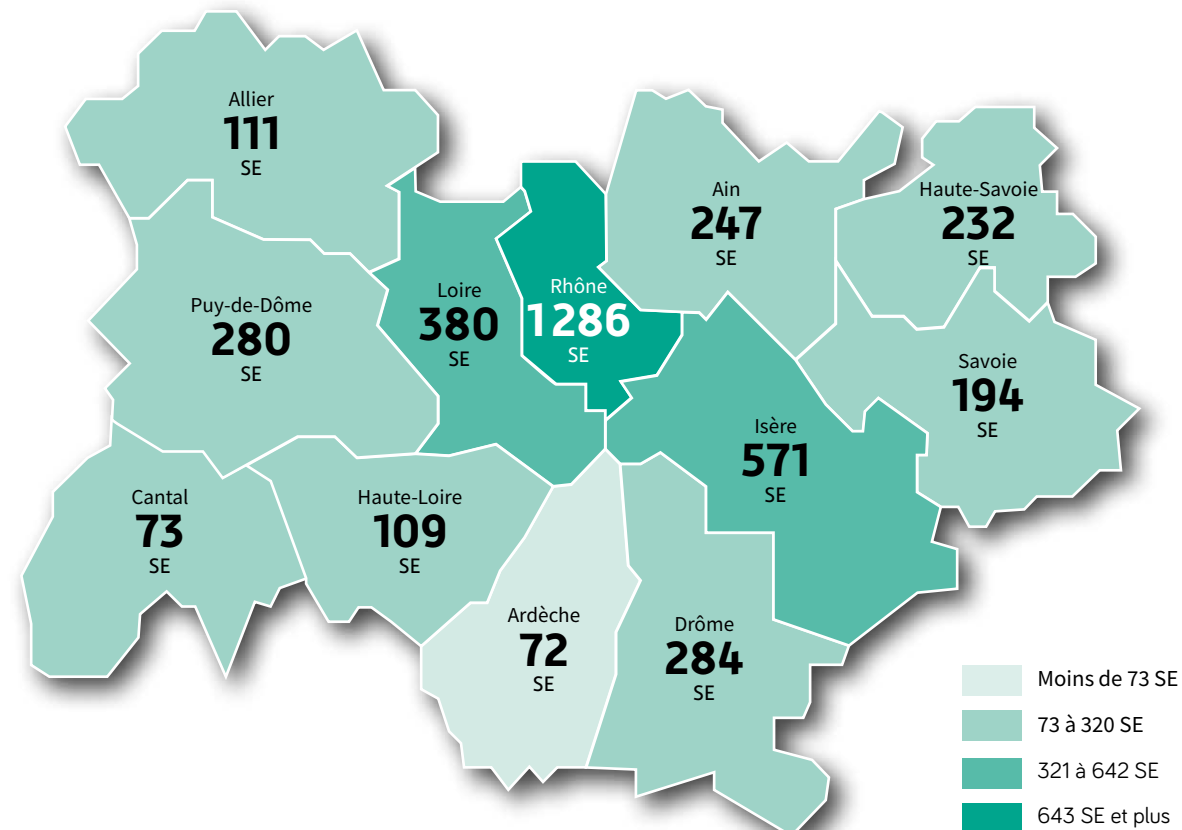 Allier
111
SE
Ain
247
SE
Haute-Savoie
232
SE
Puy-de-Dôme
280
SE
Loire
380
SE
Rhône
1286
SE
Savoie
194
SE
Isère
571
SE
Cantal
73
SE
Haute-Loire
109
SE
Ardèche
72
SE
Drôme
284
SE
Moins de 73 SE
73 à 320 SE
321 à 642 SE
643 SE et plus